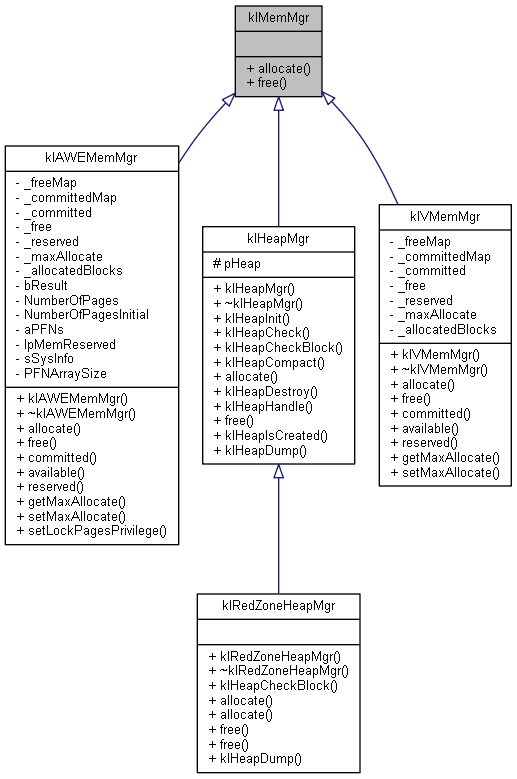 klMemMgr
+ allocate()
+ free()
klAWEMemMgr
- _freeMap
- _committedMap
- _committed
- _free
- _reserved
- _maxAllocate
- _allocatedBlocks
- bResult
- NumberOfPages
- NumberOfPagesInitial
- aPFNs
- lpMemReserved
- sSysInfo
- PFNArraySize
+ klAWEMemMgr()
+ ~klAWEMemMgr()
+ allocate()
+ free()
+ committed()
+ available()
+ reserved()
+ getMaxAllocate()
+ setMaxAllocate()
+ setLockPagesPrivilege()
klHeapMgr
# pHeap
+ klHeapMgr()
+ ~klHeapMgr()
+ klHeapInit()
+ klHeapCheck()
+ klHeapCheckBlock()
+ klHeapCompact()
+ allocate()
+ klHeapDestroy()
+ klHeapHandle()
+ free()
+ klHeapIsCreated()
+ klHeapDump()
klVMemMgr
- _freeMap
- _committedMap
- _committed
- _free
- _reserved
- _maxAllocate
- _allocatedBlocks
+ klVMemMgr()
+ ~klVMemMgr()
+ allocate()
+ free()
+ committed()
+ available()
+ reserved()
+ getMaxAllocate()
+ setMaxAllocate()
klRedZoneHeapMgr
+ klRedZoneHeapMgr()
+ ~klRedZoneHeapMgr()
+ klHeapCheckBlock()
+ allocate()
+ allocate()
+ free()
+ free()
+ klHeapDump()